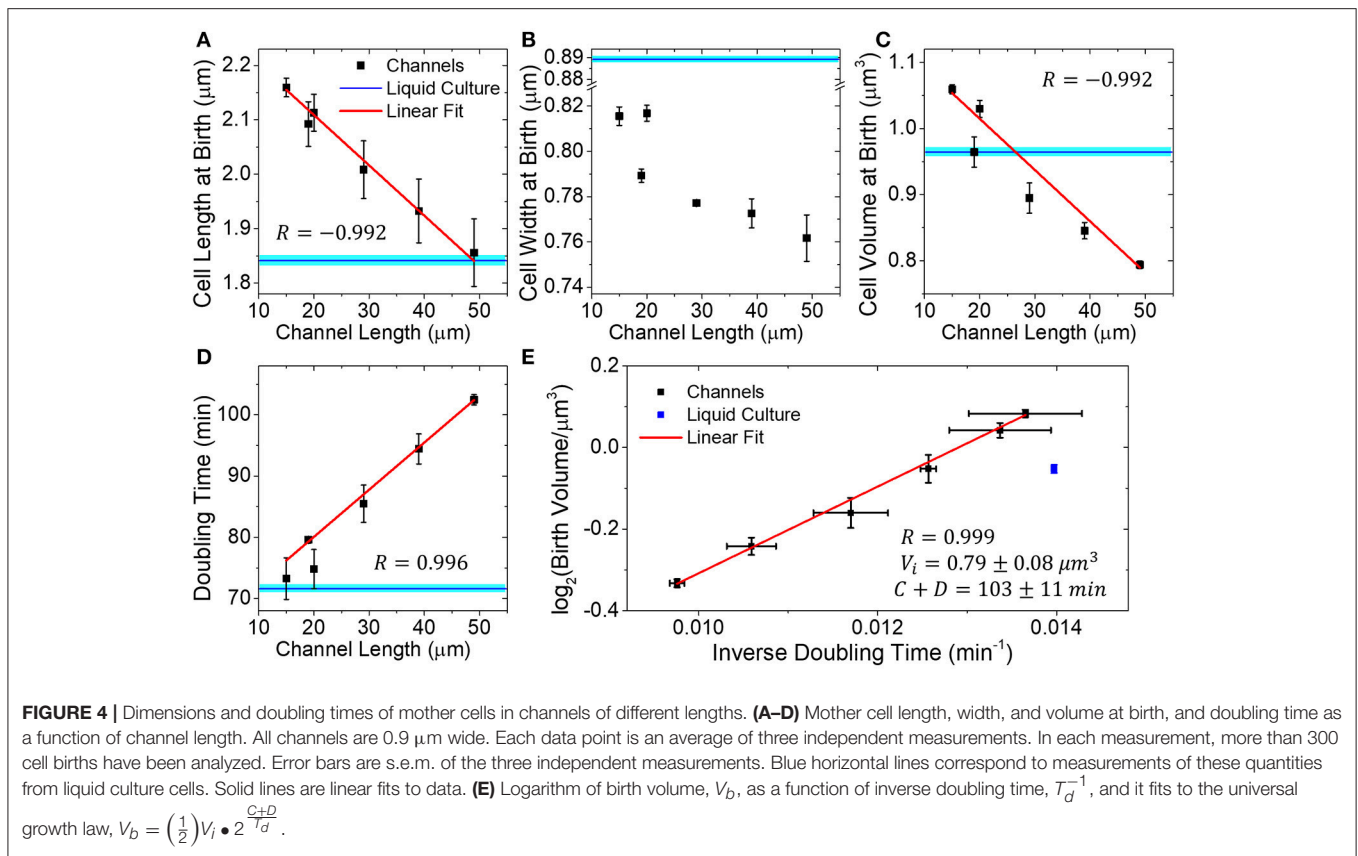 A
Cell Length at Birth (μm)
2.2
2.1
2.0
1.9
1.8
Channels
Liquid Culture
Linear Fit
R = −0.992
10 20 30 40 50
Channel Length (μm)
B
Cell Width at Birth (μm)
0.89
0.88
0.82
0.80
0.78
0.76
0.74
10 20 30 40 50
Channel Length (μm)
C
Cell Volume at Birth (μm³)
1.1
1.0
0.9
0.8
R = −0.992
10 20 30 40 50
Channel Length (μm)
D
Doubling Time (min)
100
90
80
70
R = 0.996
10 20 30 40 50
Channel Length (μm)
E
log₂(Birth Volume/μm³)
0.2
0.0
-0.2
-0.4
Channels
Liquid Culture
Linear Fit
R = 0.999
Vᵢ = 0.79 ± 0.08 μm³
C + D = 103 ± 11 min
0.010 0.012 0.014
Inverse Doubling Time (min⁻¹)
FIGURE 4 | Dimensions and doubling times of mother cells in channels of different lengths. (A–D) Mother cell length, width, and volume at birth, and doubling time as
a function of channel length. All channels are 0.9 μm wide. Each data point is an average of three independent measurements. In each measurement, more than 300
cell births have been analyzed. Error bars are s.e.m. of the three independent measurements. Blue horizontal lines correspond to measurements of these quantities
from liquid culture cells. Solid lines are linear fits to data. (E) Logarithm of birth volume, V_b, as a function of inverse doubling time, T_d^−1, and it fits to the universal
growth law, V_b = (1/2) V_i • 2^((C+D)/T_d).